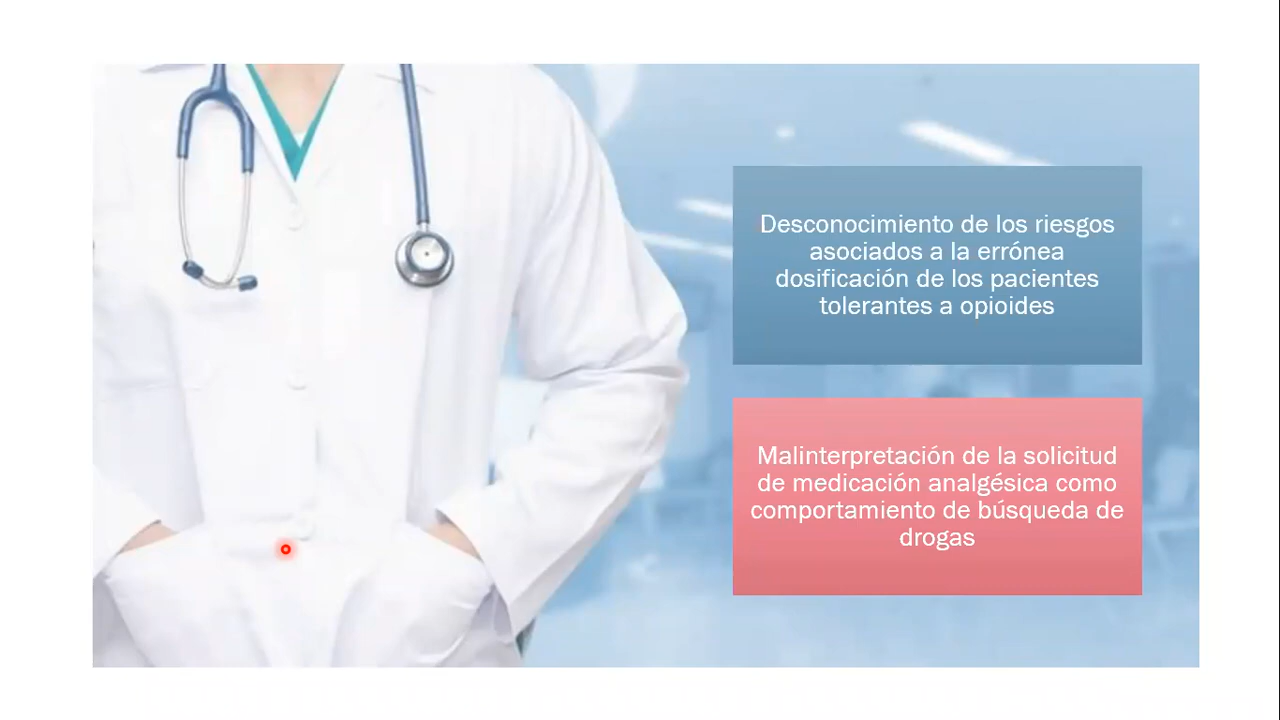 Desconocimiento de los riesgos
asociados a la errónea
dosificación de los pacientes
tolerantes a opioides
Malinterpretación de la solicitud
de medicación analgésica como
comportamiento de búsqueda de
drogas